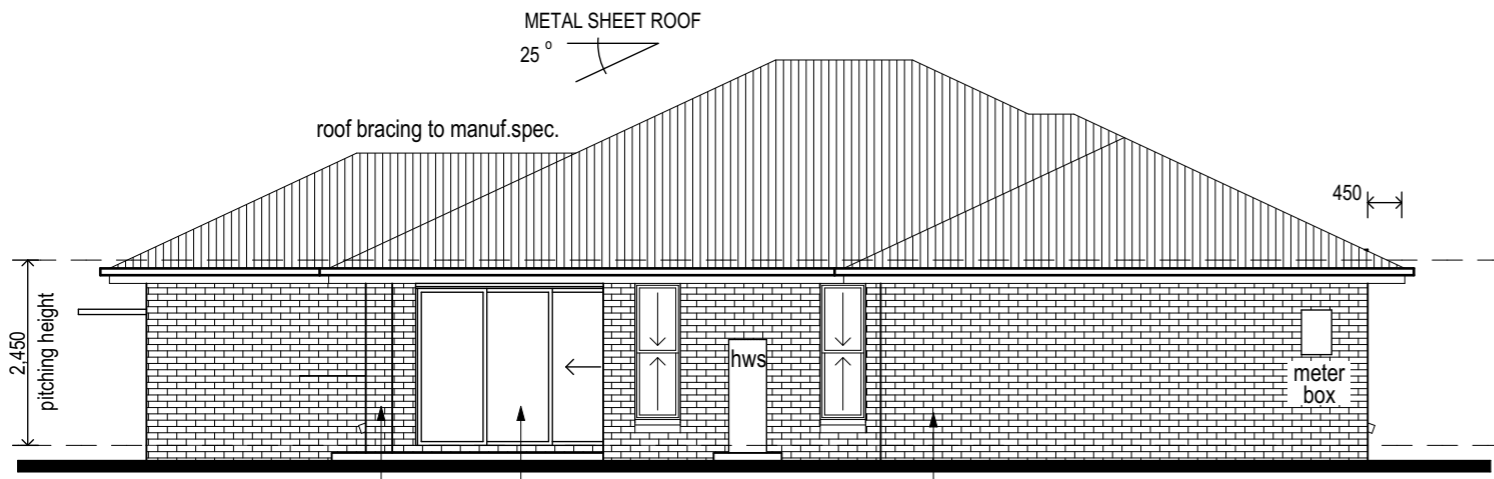 METAL SHEET ROOF
25 °
roof bracing to manuf.spec.
450
2,450
pitching height
hws
meter
box